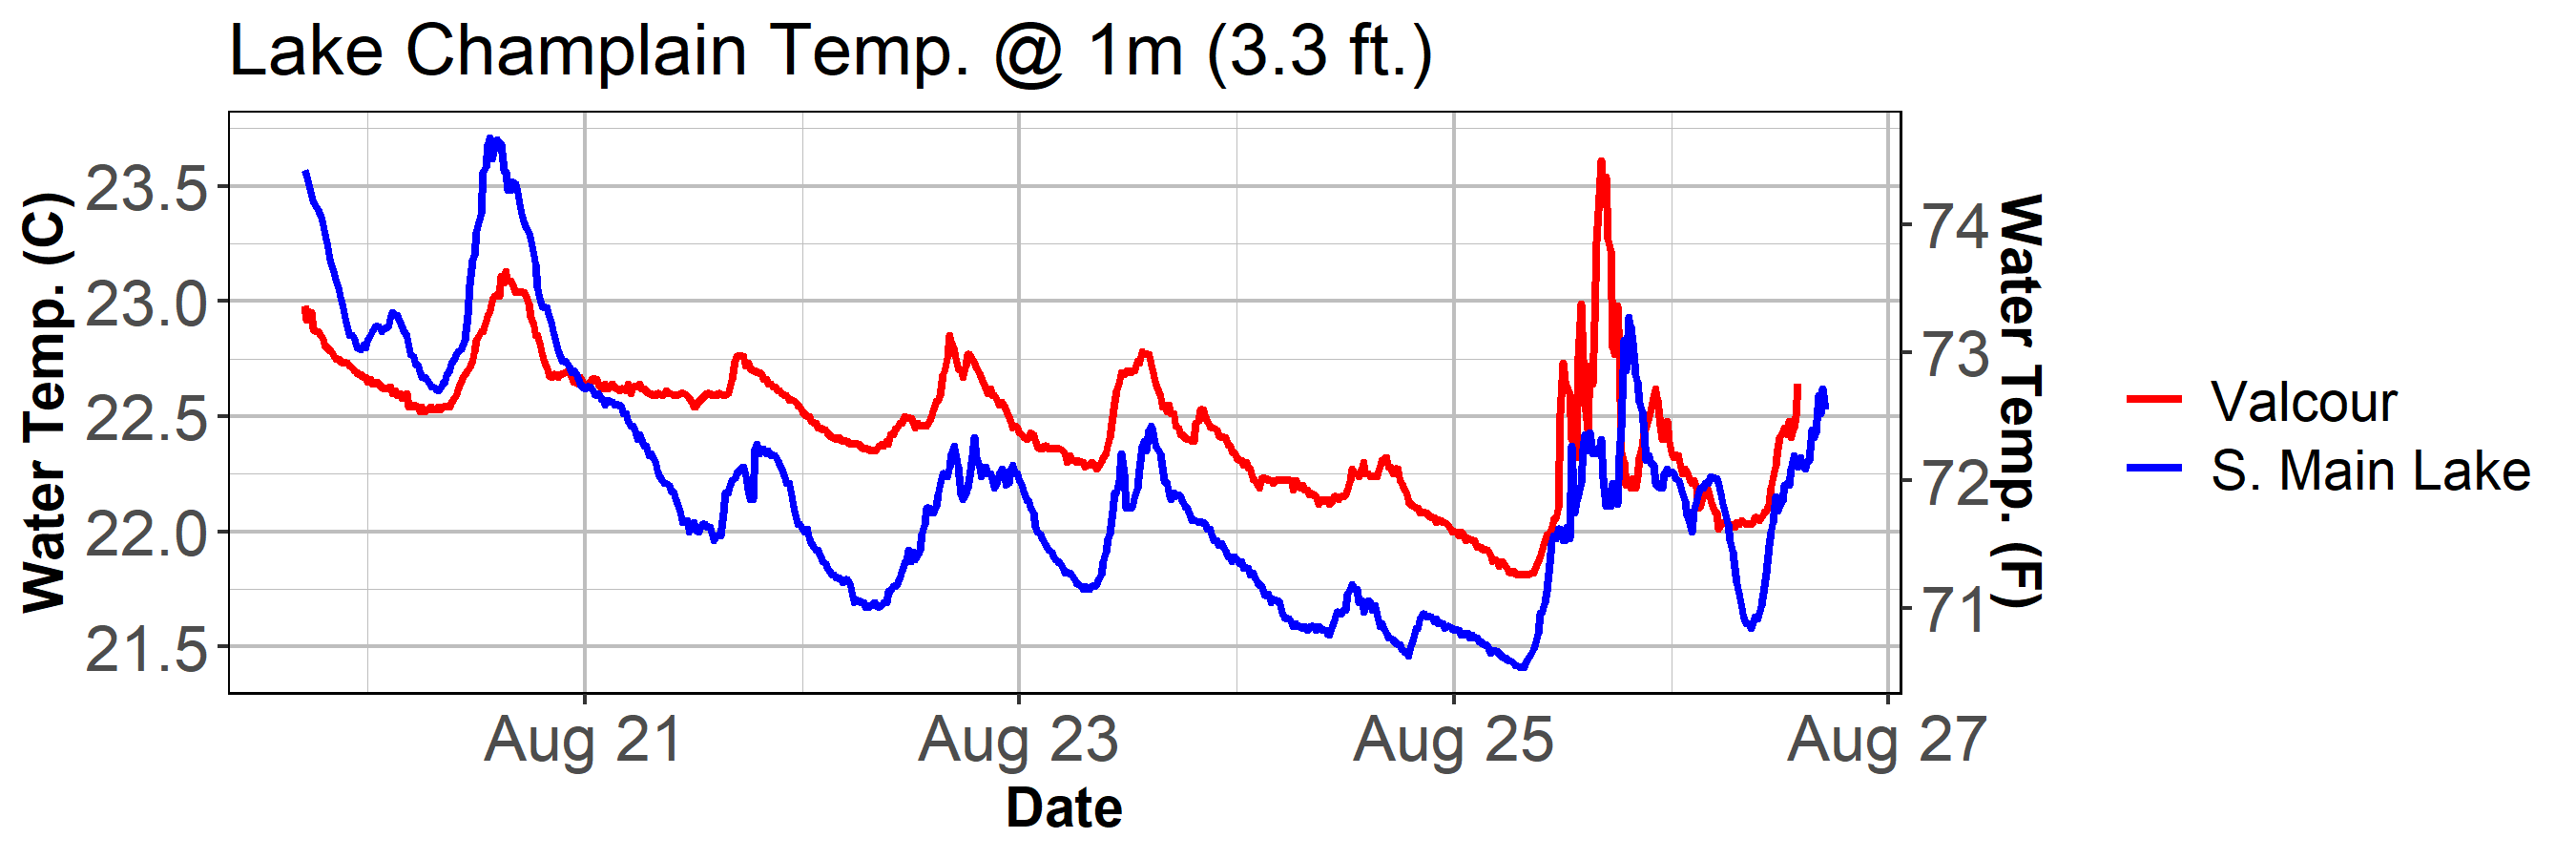 Lake Champlain Temp. @ 1m (3.3 ft.)
Water Temp. (C)
23.5
23.0
22.5
22.0
21.5
74
73
72
71
Water Temp. (F)
Aug 21
Aug 23
Aug 25
Aug 27
Date
Valcour
S. Main Lake